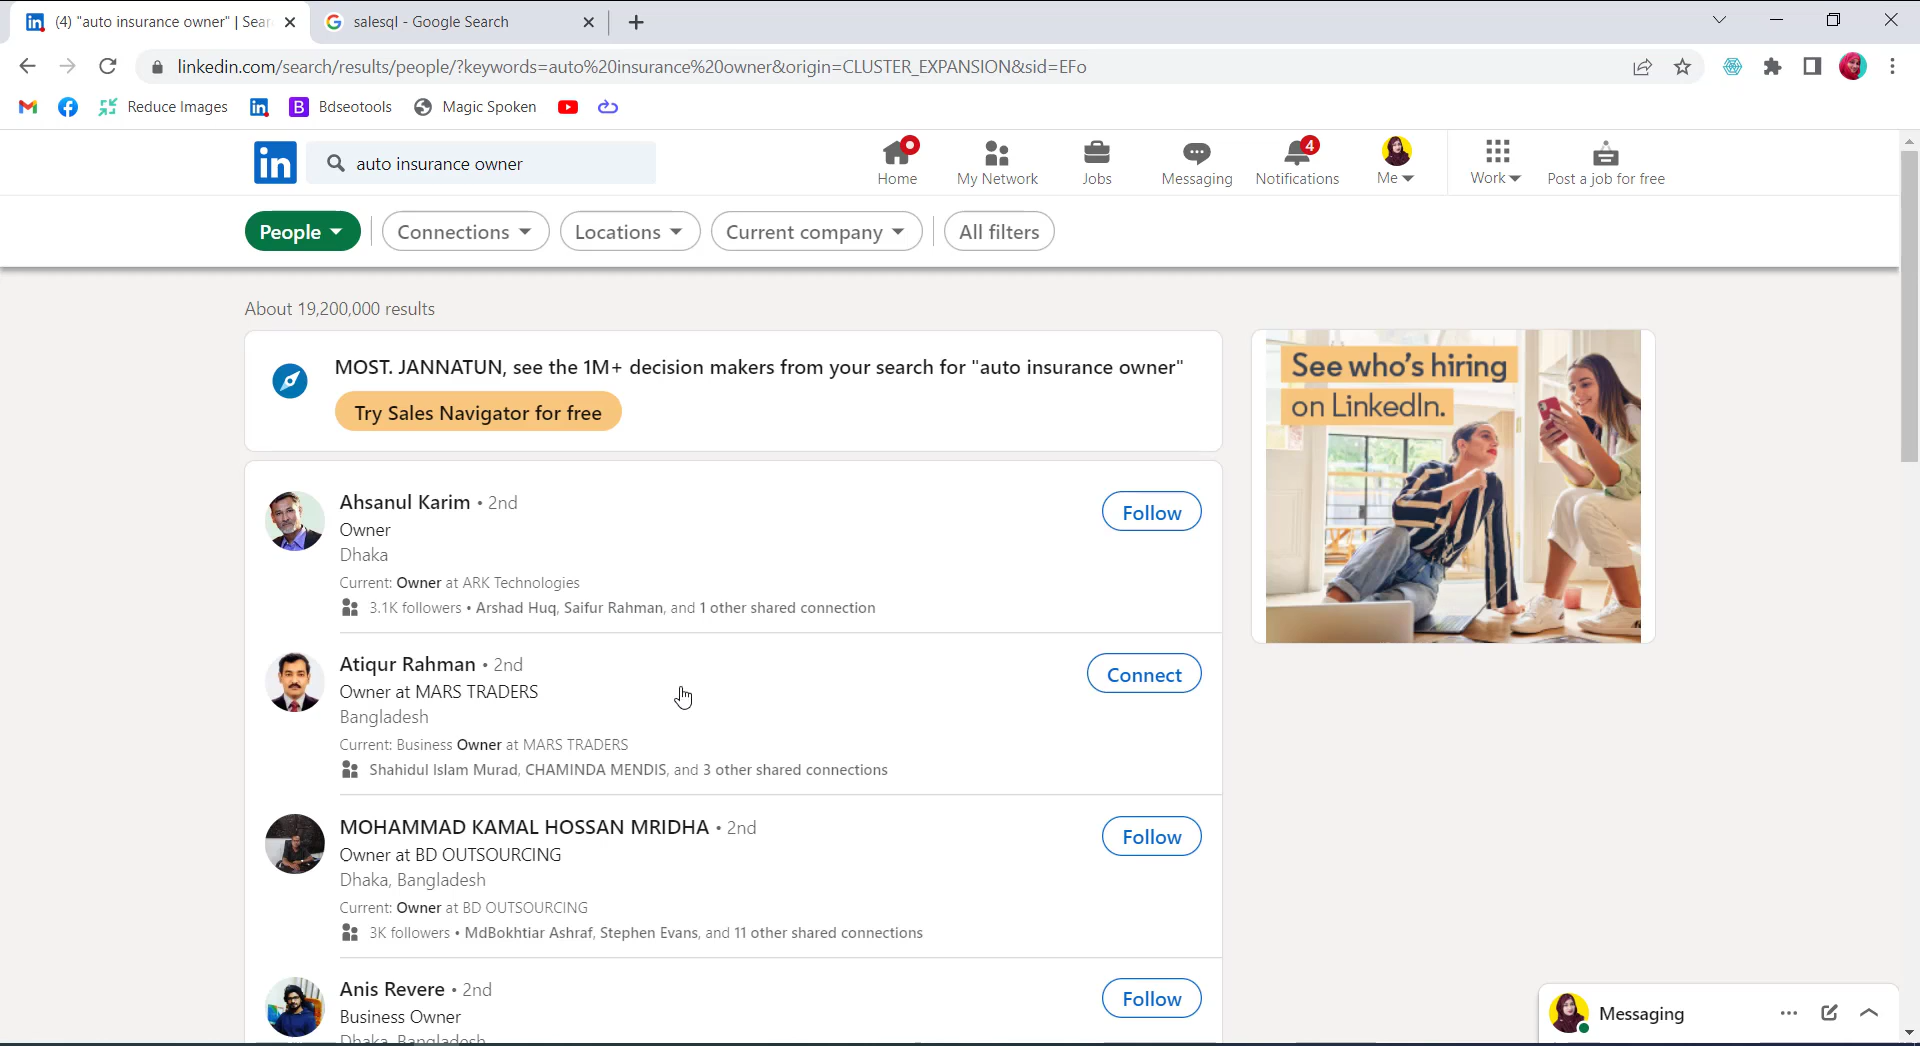 (4) "auto insurance owner" | Sear
salesql - Google Search
linkedin.com/search/results/people/?keywords=auto%20insurance%20owner&origin=CLUSTER_EXPANSION&sid=EFo
Reduce Images
Bdseotools
Magic Spoken
auto insurance owner
Home
My Network
Jobs
Messaging
4
Notifications
Me
Work
Post a job for free
People
Connections
Locations
Current company
All filters
About 19,200,000 results
MOST. JANNATUN, see the 1M+ decision makers from your search for "auto insurance owner"
Try Sales Navigator for free
See who's hiring
on LinkedIn.
Ahsanul Karim • 2nd
Owner
Dhaka
Current: Owner at ARK Technologies
3.1K followers • Arshad Huq, Saifur Rahman, and 1 other shared connection
Follow
Atiqur Rahman • 2nd
Owner at MARS TRADERS
Bangladesh
Current: Business Owner at MARS TRADERS
Shahidul Islam Murad, CHAMINDA MENDIS, and 3 other shared connections
Connect
MOHAMMAD KAMAL HOSSAN MRIDHA • 2nd
Owner at BD OUTSOURCING
Dhaka, Bangladesh
Current: Owner at BD OUTSOURCING
3K followers • MdBokhtiar Ashraf, Stephen Evans, and 11 other shared connections
Follow
Anis Revere • 2nd
Business Owner
Dhaka, Bangladesh
Follow
Messaging